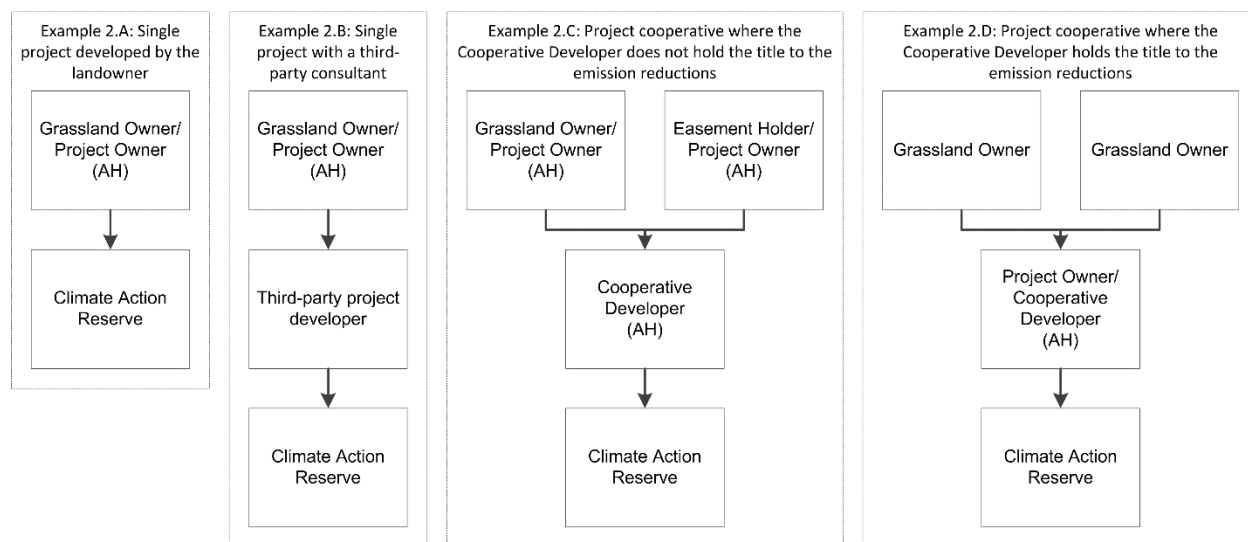 Example 2.A: Single
project developed by the
landowner
Grassland Owner/
Project Owner
(AH)
Climate Action
Reserve
Example 2.B: Single
project with a third-
party consultant
Grassland Owner/
Project Owner
(AH)
Third-party project
developer
Climate Action
Reserve
Example 2.C: Project cooperative where the
Cooperative Developer does not hold the title to the
emission reductions
Grassland Owner/
Project Owner
(AH)
Easement Holder/
Project Owner
(AH)
Cooperative
Developer
(AH)
Climate Action
Reserve
Example 2.D: Project cooperative where the
Cooperative Developer holds the title to the
emission reductions
Grassland Owner
Grassland Owner
Project Owner/
Cooperative
Developer
(AH)
Climate Action
Reserve